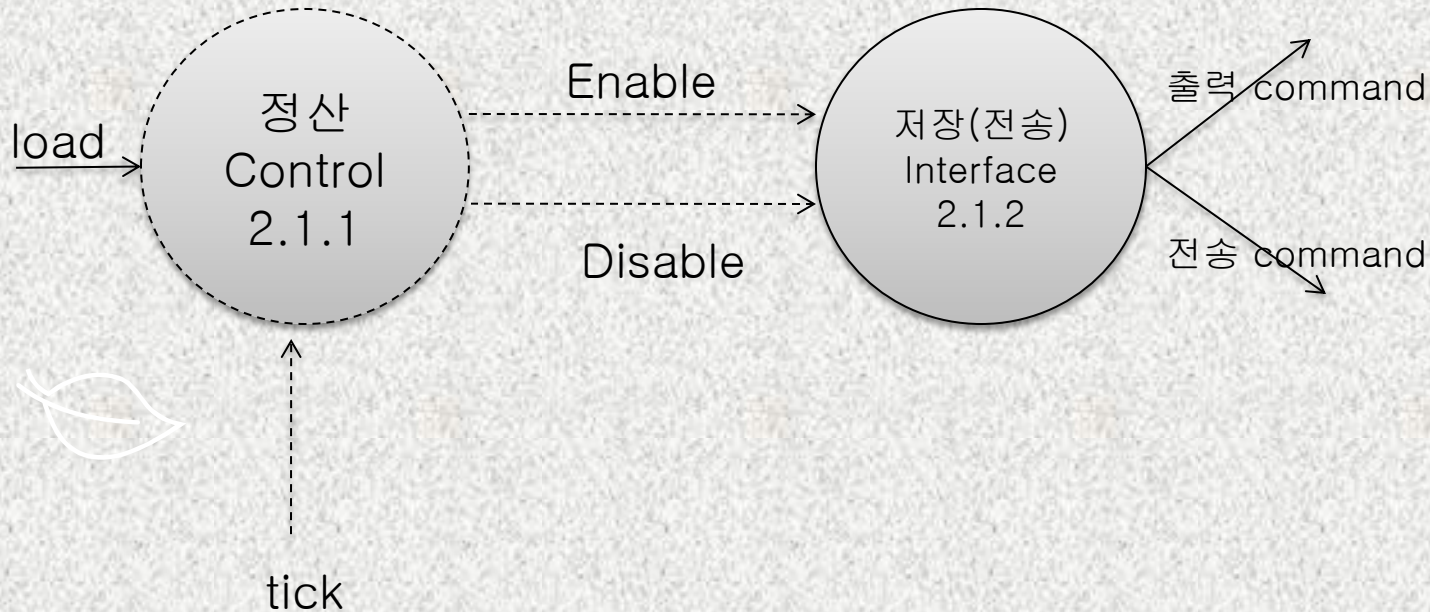 load
정산
Control
2.1.1
Enable
Disable
저장(전송)
Interface
2.1.2
출력 command
전송 command
tick